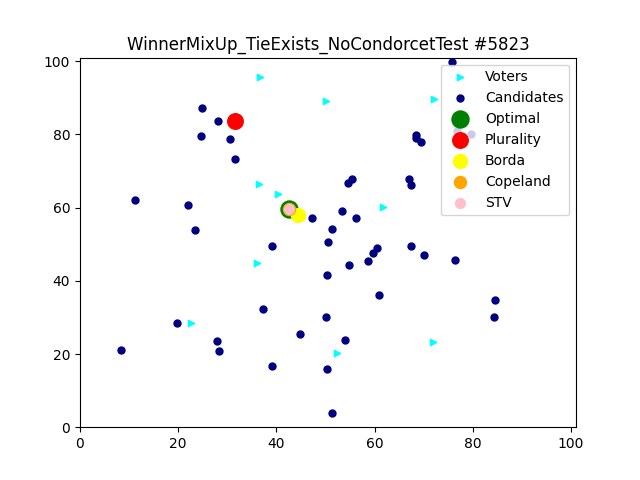 WinnerMixUp_TieExists_NoCondorcetTest #5823
100
80
60
40
20
0
0 20 40 60 80 100
Voters
Candidates
Optimal
Plurality
Borda
Copeland
STV